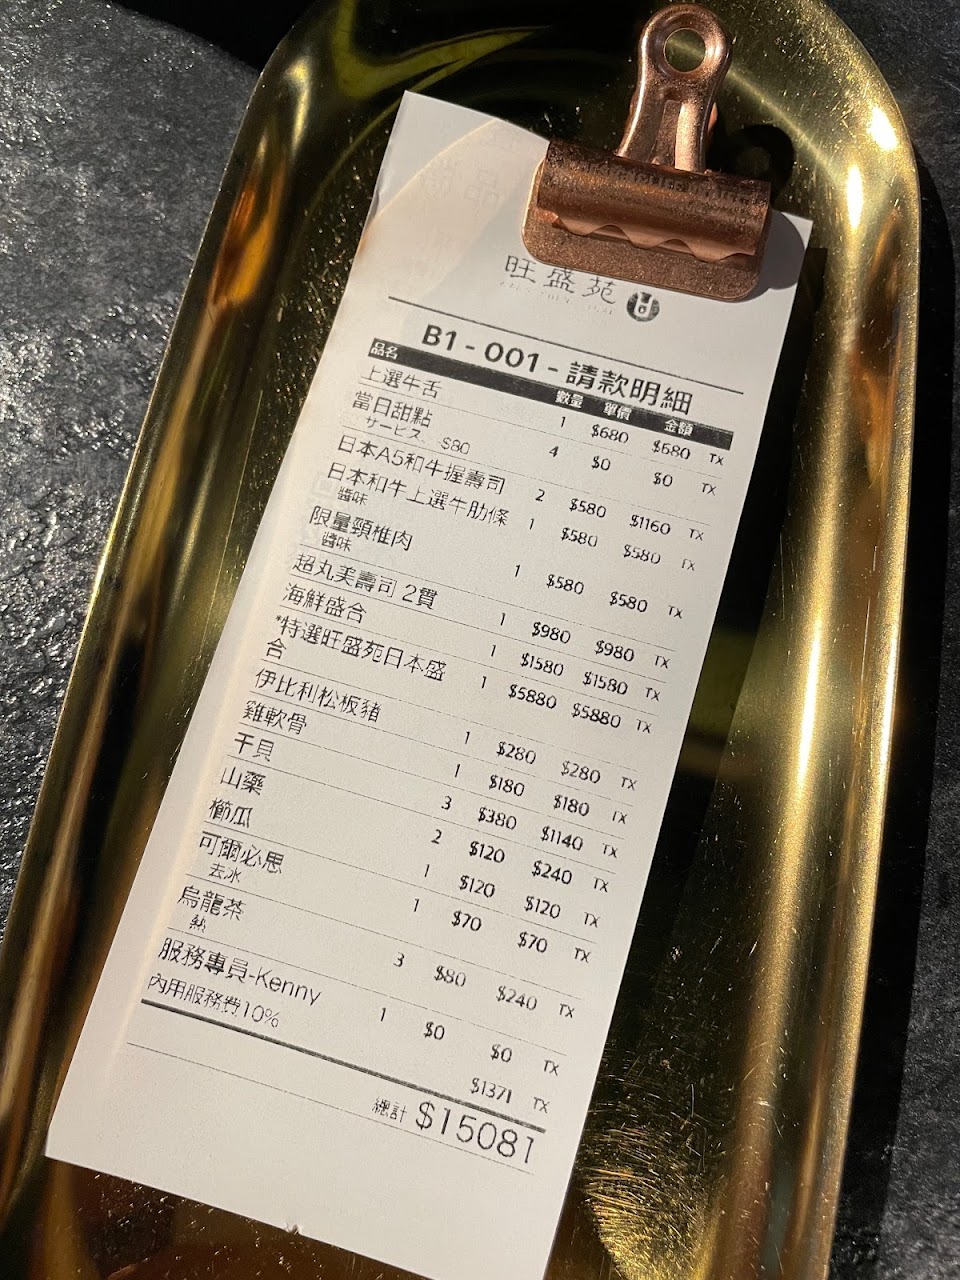 旺盛苑
B1 - 001 - 請款明細
品名 數量 單價 金額
上選牛舌 1 $680 $680 TX
當日甜點 4 $0 $0 TX
サービス -$80
日本A5和牛握壽司 2 $580 $1160 TX
日本和牛上選牛肋條 1 $580 $580 TX
醬味
限量頸椎肉 1 $580 $580 TX
醬味
超丸美壽司 2貫 1 $980 $980 TX
海鮮盛合 1 $1580 $1580 TX
*特選旺盛苑日本盛 1 $5880 $5880 TX
合
伊比利松板豬 1 $280 $280 TX
雞軟骨 1 $180 $180 TX
干貝 3 $380 $1140 TX
山藥 2 $120 $240 TX
櫛瓜 1 $120 $120 TX
可爾必思 1 $70 $70 TX
去冰
烏龍茶 3 $80 $240 TX
熱
服務專員-Kenny 1 $0 $0 TX
內用服務費10% $1371 TX
總計 $15081